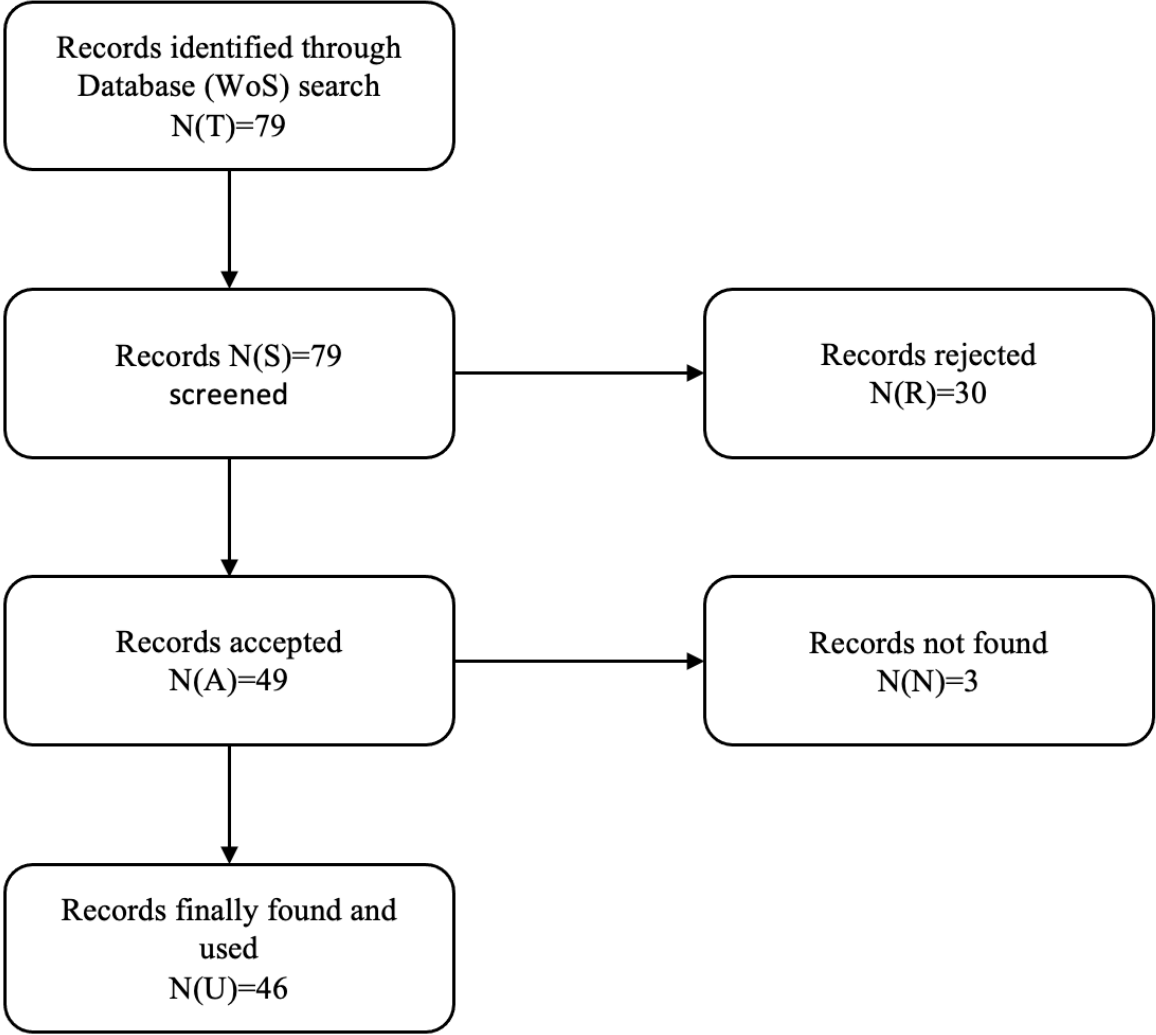 Records identified through
Database (WoS) search
N(T)=79
Records N(S)=79
screened
Records rejected
N(R)=30
Records accepted
N(A)=49
Records not found
N(N)=3
Records finally found and
used
N(U)=46